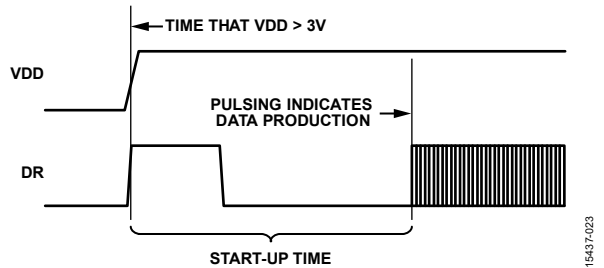 TIME THAT VDD > 3V
VDD
PULSING INDICATES
DATA PRODUCTION
DR
START-UP TIME
15437-023